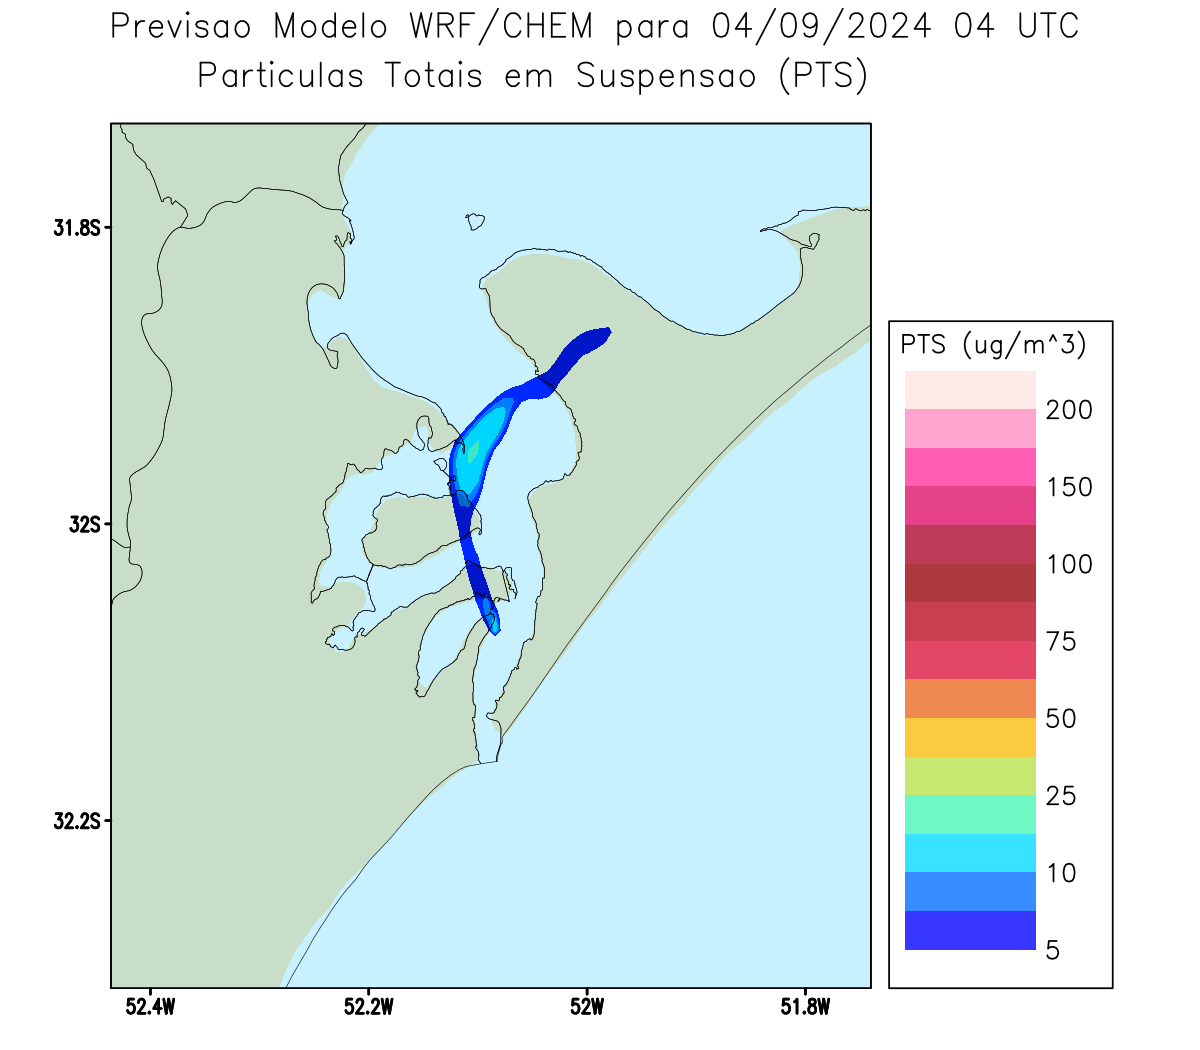 Previsao Modelo WRF/CHEM para 04/09/2024 04 UTC
Particulas Totais em Suspensao (PTS)
31.8S
32S
32.2S
52.4W
52.2W
52W
51.8W
PTS (ug/m^3)
200
150
100
75
50
25
10
5